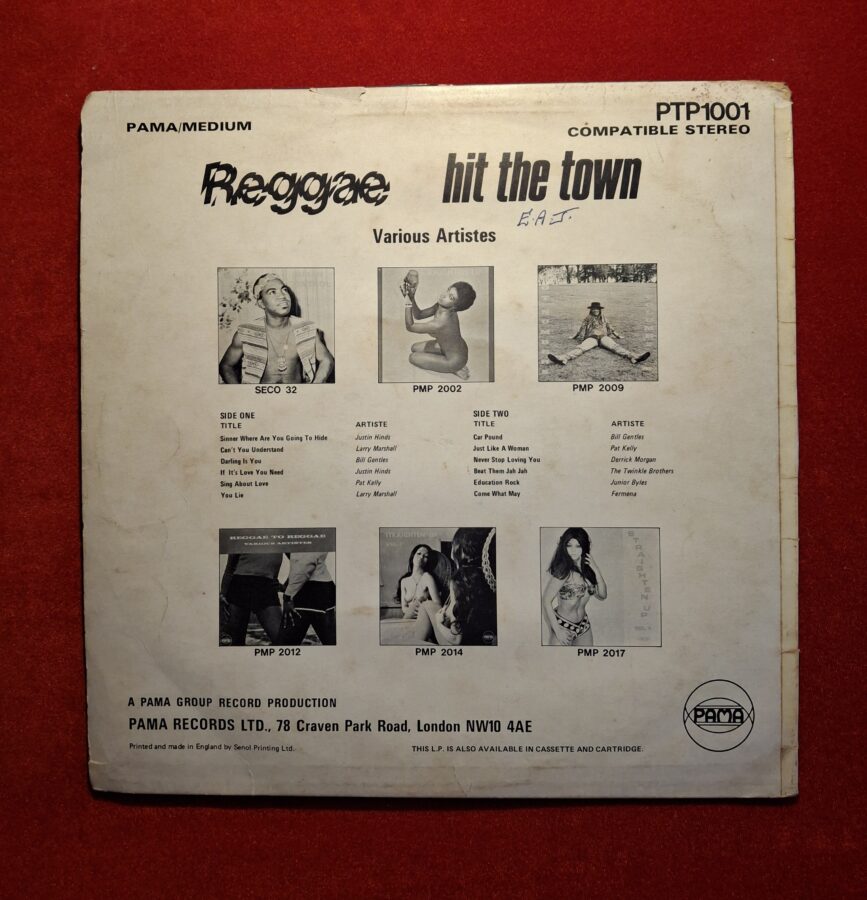 PAMA/MEDIUM
PTP1001
COMPATIBLE STEREO
Reggae hit the town
E.A.J.
Various Artistes
SECO 32
PMP 2002
PMP 2009
SIDE ONE
TITLE ARTISTE
Sinner Where Are You Going To Hide Justin Hinds
Can't You Understand Larry Marshall
Darling Is You Bill Gentles
If It's Love You Need Justin Hinds
Sing About Love Pat Kelly
You Lie Larry Marshall
SIDE TWO
TITLE ARTISTE
Car Pound Bill Gentles
Just Like A Woman Pat Kelly
Never Stop Loving You Derrick Morgan
Beat Them Jah Jah The Twinkle Brothers
Education Rock Junior Byles
Come What May Fermena
REGGAE TO REGGAE
VARIOUS ARTISTES
PMP 2012
STRAIGHTEN UP
PMP 2014
STRAIGHTEN UP
PMP 2017
A PAMA GROUP RECORD PRODUCTION
PAMA RECORDS LTD., 78 Craven Park Road, London NW10 4AE
Printed and made in England by Senol Printing Ltd.
THIS L.P. IS ALSO AVAILABLE IN CASSETTE AND CARTRIDGE.
PAMA